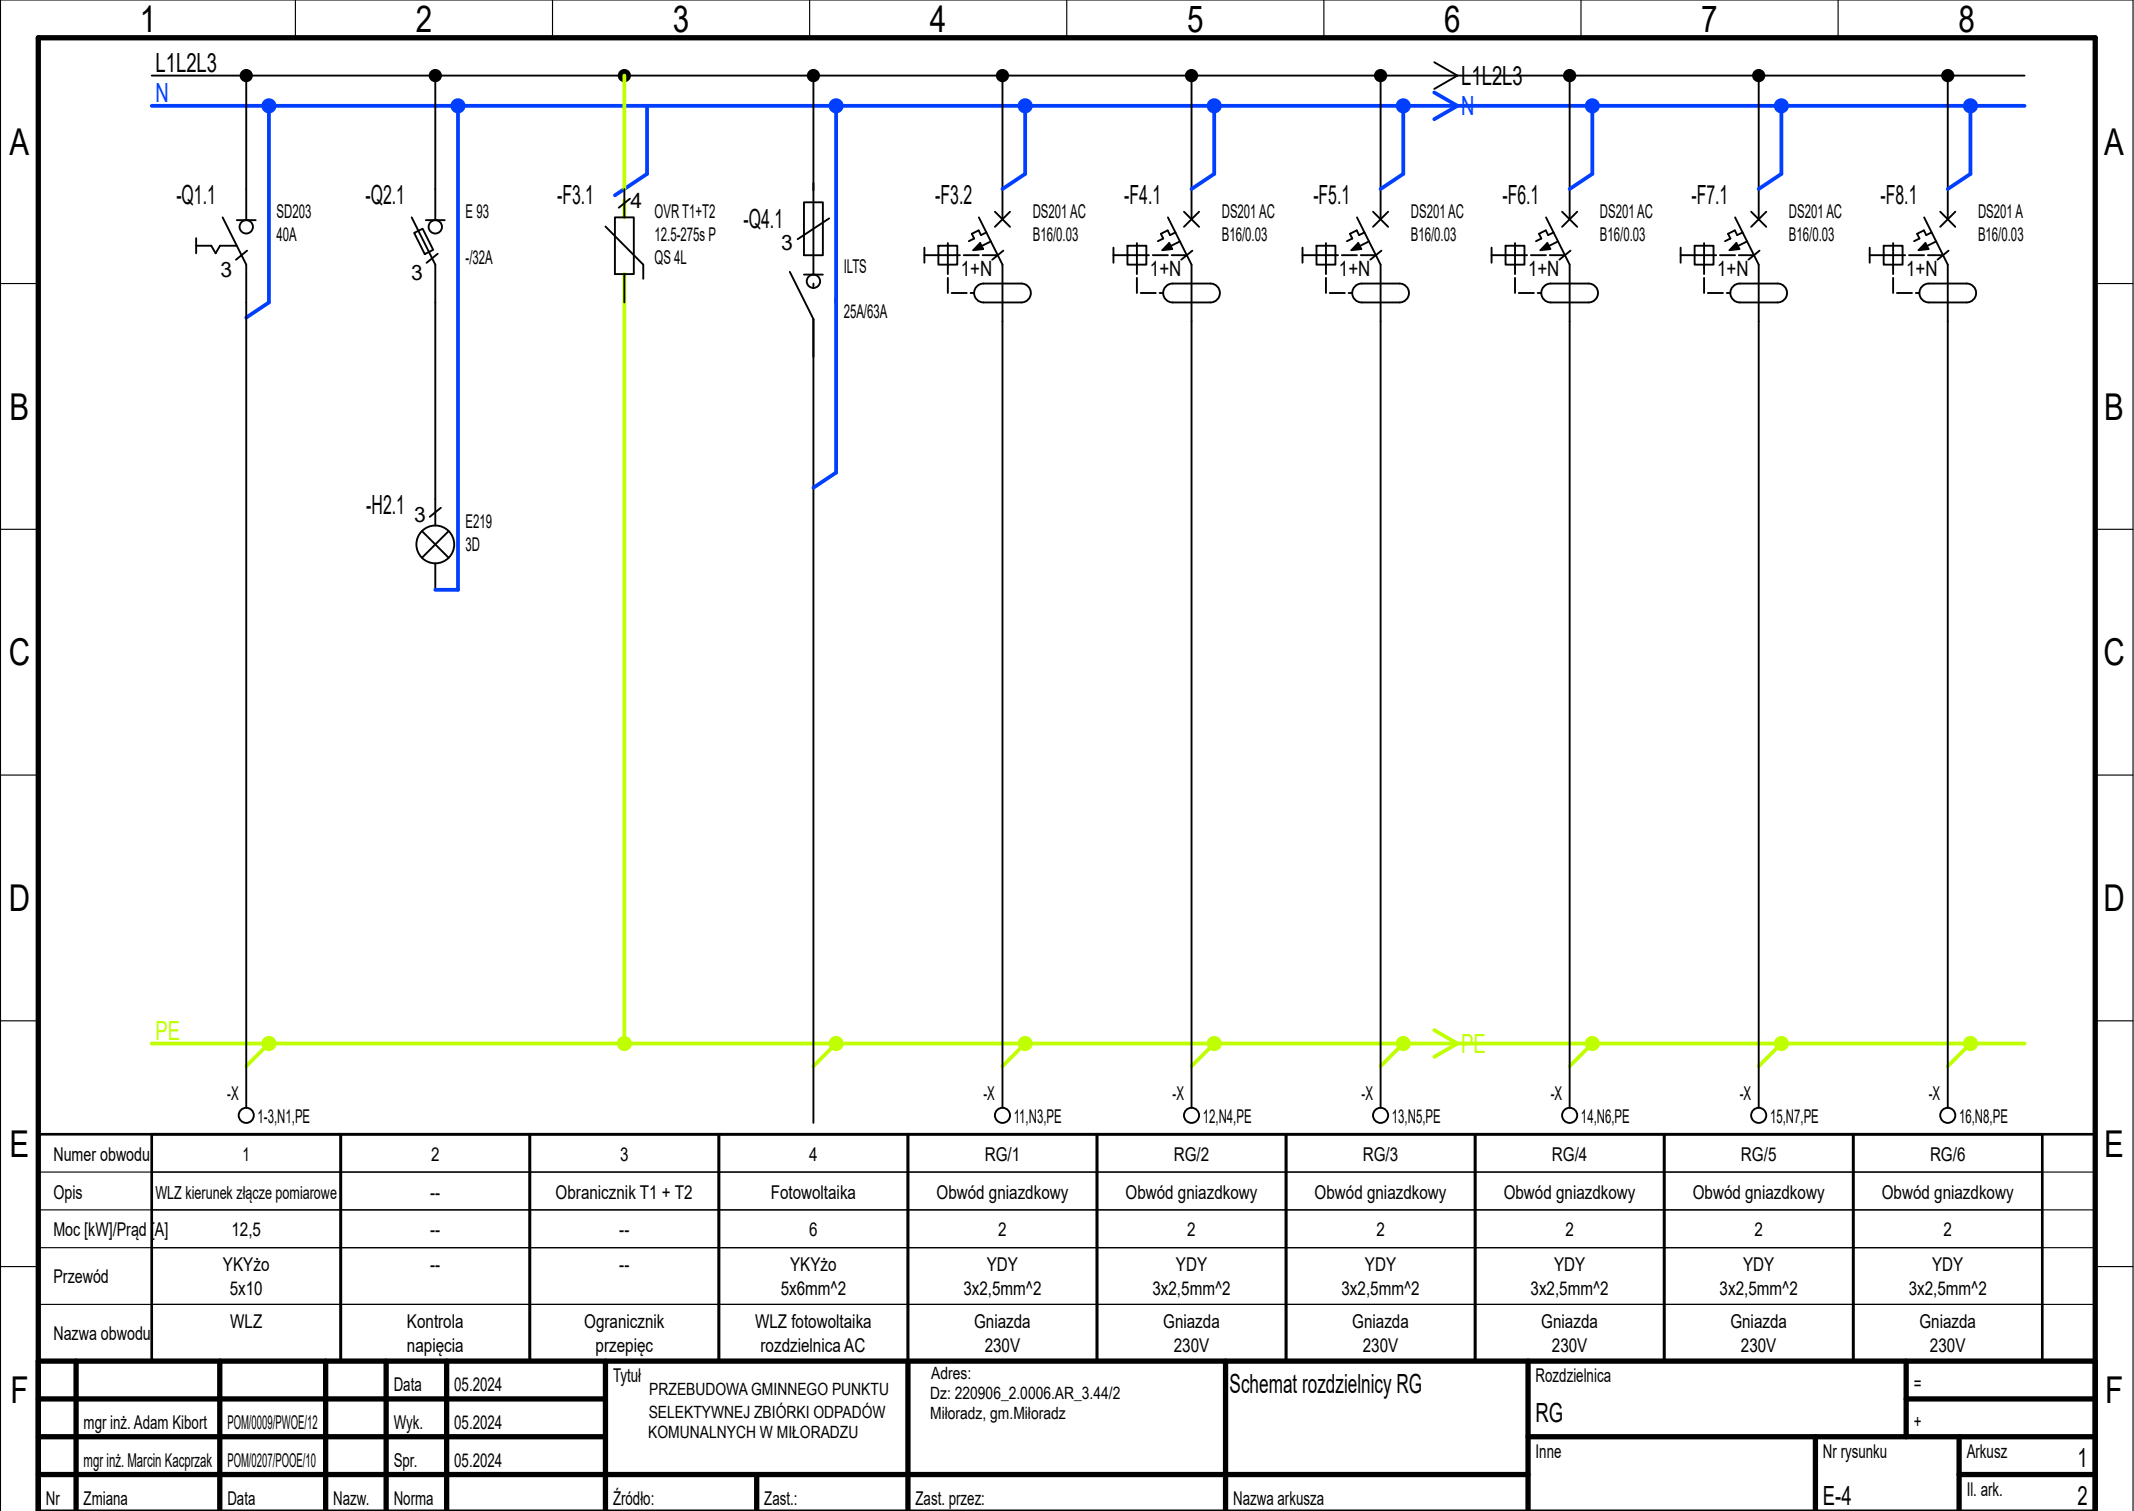 1 2 3 4 5 6 7 8
L1L2L3 L1L2L3
N N
A A
-Q1.1 SD203
40A
3
-Q2.1 E 93
-/32A
3
-F3.1 4 OVR T1+T2
12.5-275s P
QS 4L
-Q4.1
3
ILTS
25A/63A
-F3.2 DS201 AC
B16/0.03
1+N
-F4.1 DS201 AC
B16/0.03
1+N
-F5.1 DS201 AC
B16/0.03
1+N
-F6.1 DS201 AC
B16/0.03
1+N
-F7.1 DS201 AC
B16/0.03
1+N
-F8.1 DS201 A
B16/0.03
1+N
B B
-H2.1 3 E219
3D
C C
D D
PE PE
-X -X -X -X -X -X -X
1-3,N1,PE 11,N3,PE 12,N4,PE 13,N5,PE 14,N6,PE 15,N7,PE 16,N8,PE
E E
Numer obwodu 1 2 3 4 RG/1 RG/2 RG/3 RG/4 RG/5 RG/6
Opis WLZ kierunek złącze pomiarowe -- Obranicznik T1 + T2 Fotowoltaika Obwód gniazdkowy Obwód gniazdkowy Obwód gniazdkowy Obwód gniazdkowy Obwód gniazdkowy Obwód gniazdkowy
Moc [kW]/Prąd [A] 12,5 -- -- 6 2 2 2 2 2 2
Przewód YKYżo -- -- YKYżo YDY YDY YDY YDY YDY YDY
5x10 5x6mm^2 3x2,5mm^2 3x2,5mm^2 3x2,5mm^2 3x2,5mm^2 3x2,5mm^2 3x2,5mm^2
Nazwa obwodu WLZ Kontrola Ogranicznik WLZ fotowoltaika Gniazda Gniazda Gniazda Gniazda Gniazda Gniazda
napięcia przepięc rozdzielnica AC 230V 230V 230V 230V 230V 230V
F F
Data 05.2024
mgr inż. Adam Kibort POM/0009/PWOE/12 Wyk. 05.2024
mgr inż. Marcin Kacprzak POM/0207/POOE/10 Spr. 05.2024
Nr Zmiana Data Nazw. Norma
Tytuł PRZEBUDOWA GMINNEGO PUNKTU
SELEKTYWNEJ ZBIÓRKI ODPADÓW
KOMUNALNYCH W MIŁORADZU
Źródło: Zast.: Zast. przez:
Adres:
Dz: 220906_2.0006.AR_3.44/2
Miłoradz, gm.Miłoradz
Schemat rozdzielnicy RG
Nazwa arkusza
Rozdzielnica
RG
=
+
Inne
Nr rysunku
E-4
Arkusz 1
Il. ark. 2